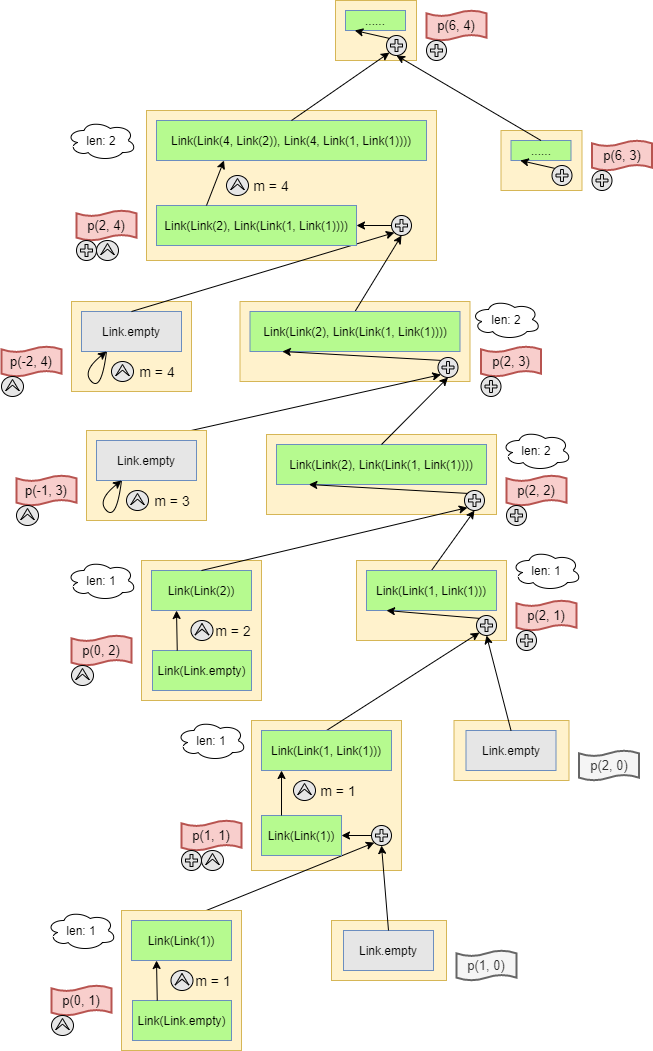 ......
p(6, 4)
len: 2
Link(Link(4, Link(2)), Link(4, Link(1, Link(1))))
......
p(6, 3)
m = 4
p(2, 4)
Link(Link(2), Link(Link(1, Link(1))))
Link.empty
p(-2, 4)
m = 4
Link(Link(2), Link(Link(1, Link(1))))
len: 2
p(2, 3)
Link.empty
p(-1, 3)
m = 3
Link(Link(2), Link(Link(1, Link(1))))
len: 2
p(2, 2)
len: 1
Link(Link(2))
m = 2
p(0, 2)
Link(Link.empty)
Link(Link(1, Link(1)))
len: 1
p(2, 1)
len: 1
Link(Link(1, Link(1)))
m = 1
p(1, 1)
Link(Link(1))
Link.empty
p(2, 0)
len: 1
Link(Link(1))
m = 1
p(0, 1)
Link(Link.empty)
Link.empty
p(1, 0)